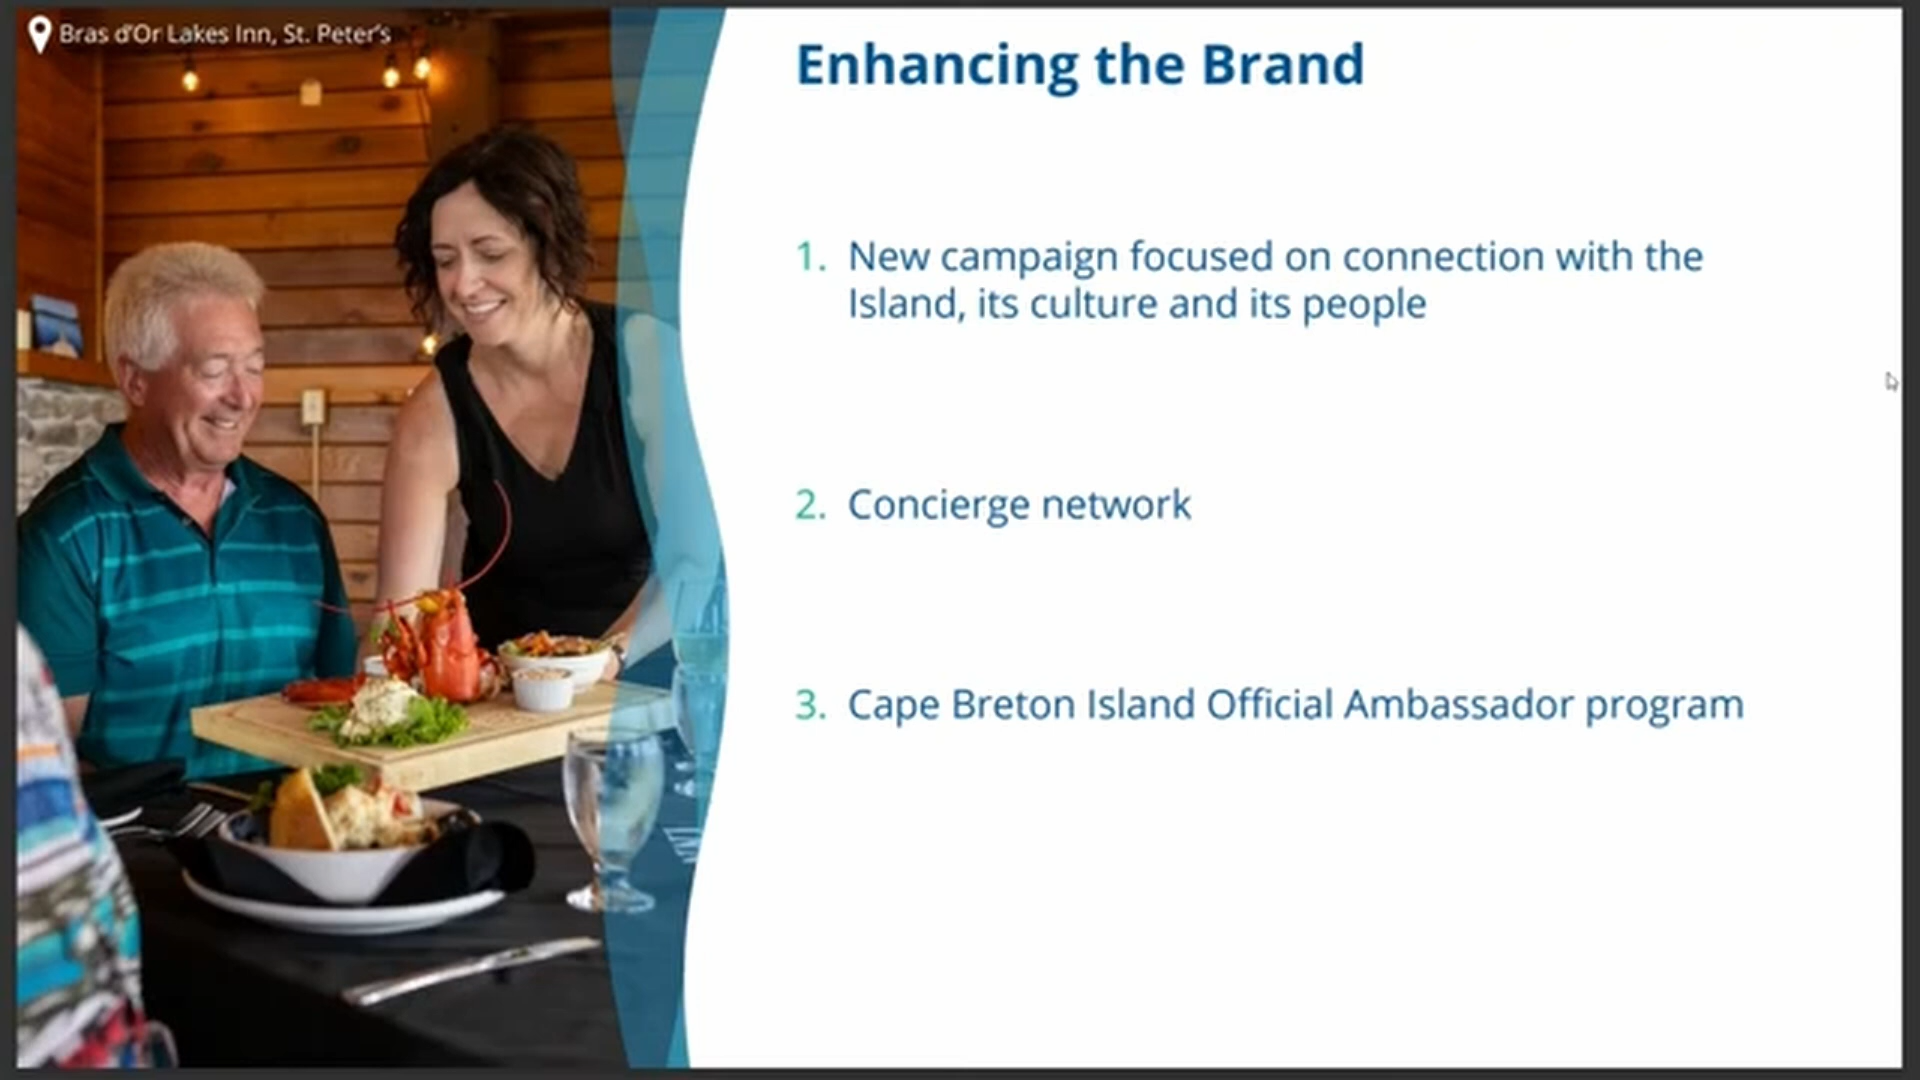 Bras d'Or Lakes Inn, St. Peter's
Enhancing the Brand
1. New campaign focused on connection with the
Island, its culture and its people
2. Concierge network
3. Cape Breton Island Official Ambassador program